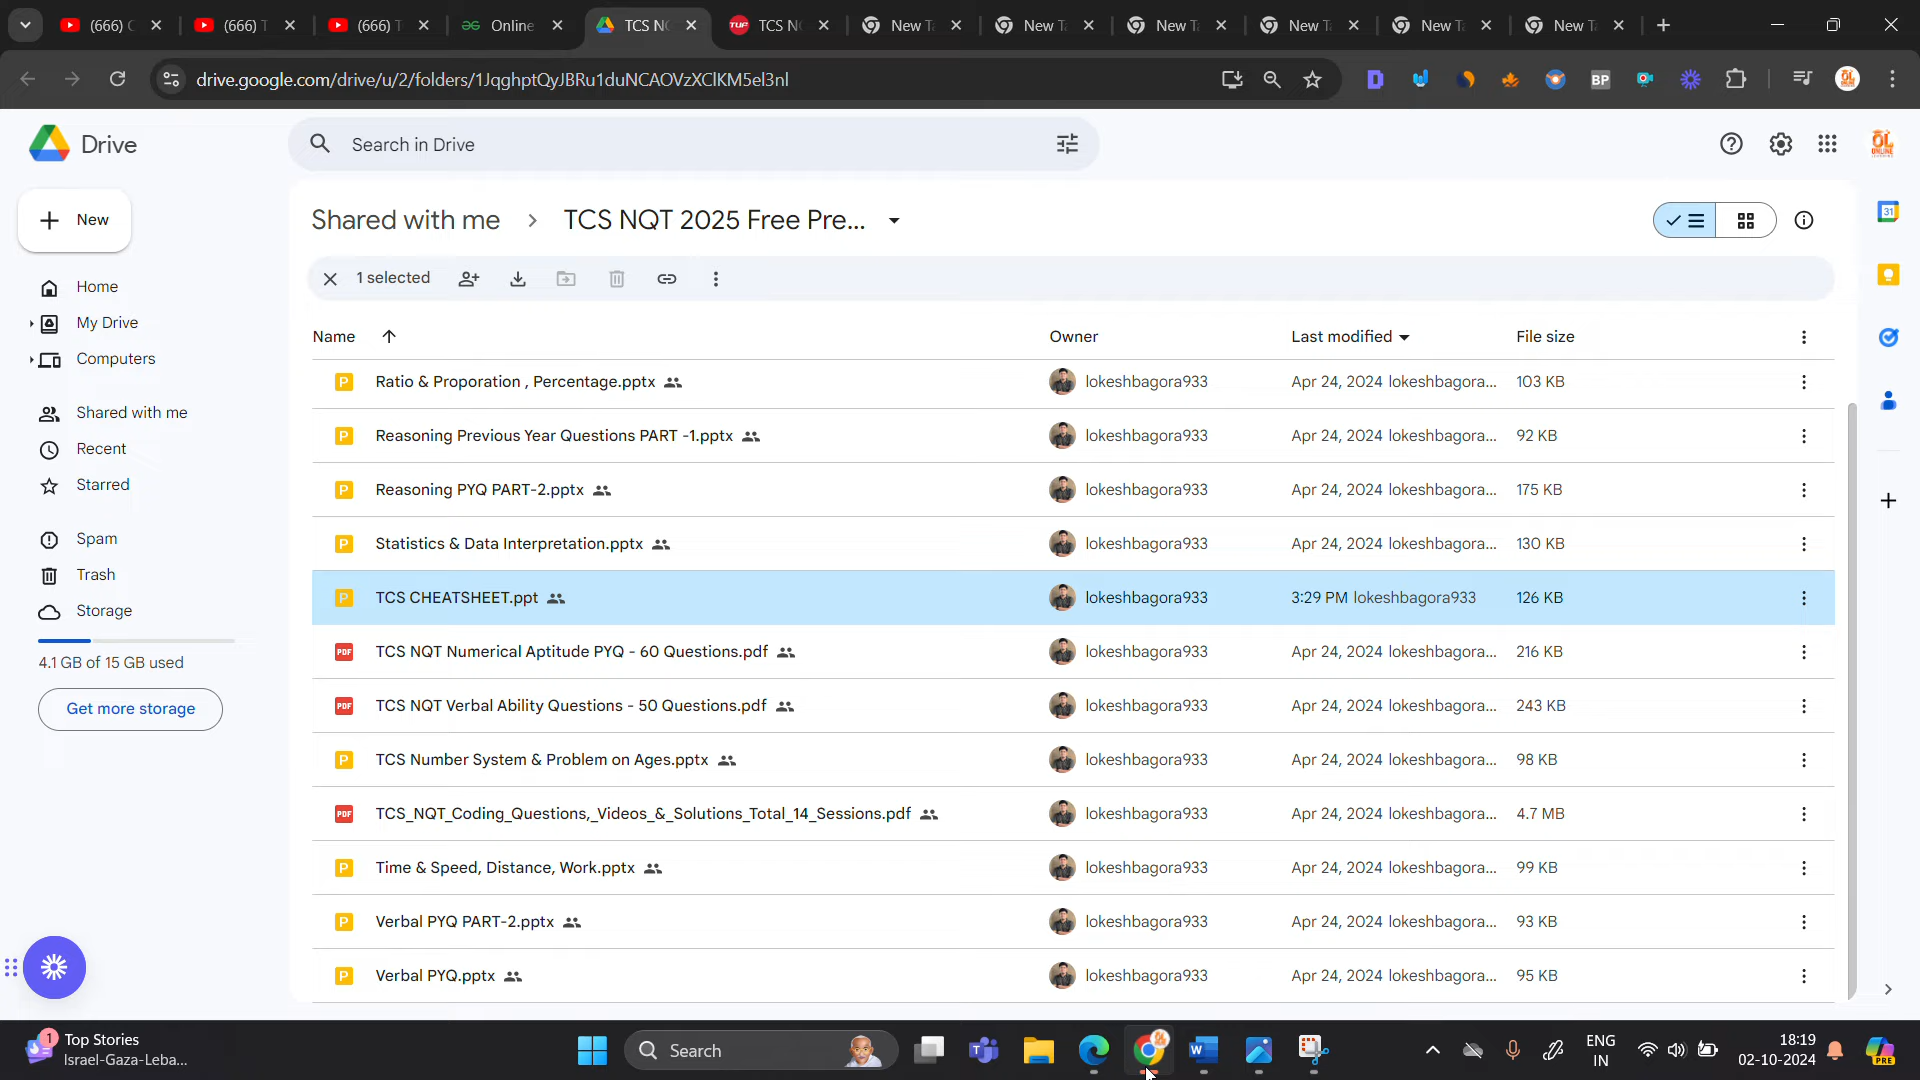 (666) C
(666) T
(666) T
Online
TCS N
TCS N
New T
New T
New T
New T
New T
New T
drive.google.com/drive/u/2/folders/1JqghptQyJBRu1duNCAOVzXClKM5el3nl
BP
Drive
Search in Drive
New
Shared with me > TCS NQT 2025 Free Pre...
1 selected
Home
My Drive
Computers
Shared with me
Recent
Starred
Spam
Trash
Storage
4.1 GB of 15 GB used
Get more storage
Name Owner Last modified File size
Ratio & Proporation , Percentage.pptx lokeshbagora933 Apr 24, 2024 lokeshbagora... 103 KB
Reasoning Previous Year Questions PART -1.pptx lokeshbagora933 Apr 24, 2024 lokeshbagora... 92 KB
Reasoning PYQ PART-2.pptx lokeshbagora933 Apr 24, 2024 lokeshbagora... 175 KB
Statistics & Data Interpretation.pptx lokeshbagora933 Apr 24, 2024 lokeshbagora... 130 KB
TCS CHEATSHEET.ppt lokeshbagora933 3:29 PM lokeshbagora933 126 KB
TCS NQT Numerical Aptitude PYQ - 60 Questions.pdf lokeshbagora933 Apr 24, 2024 lokeshbagora... 216 KB
TCS NQT Verbal Ability Questions - 50 Questions.pdf lokeshbagora933 Apr 24, 2024 lokeshbagora... 243 KB
TCS Number System & Problem on Ages.pptx lokeshbagora933 Apr 24, 2024 lokeshbagora... 98 KB
TCS_NQT_Coding_Questions,_Videos_&_Solutions_Total_14_Sessions.pdf lokeshbagora933 Apr 24, 2024 lokeshbagora... 4.7 MB
Time & Speed, Distance, Work.pptx lokeshbagora933 Apr 24, 2024 lokeshbagora... 99 KB
Verbal PYQ PART-2.pptx lokeshbagora933 Apr 24, 2024 lokeshbagora... 93 KB
Verbal PYQ.pptx lokeshbagora933 Apr 24, 2024 lokeshbagora... 95 KB
1
Top Stories
Israel-Gaza-Leba...
Search
ENG
IN
18:19
02-10-2024
PRE